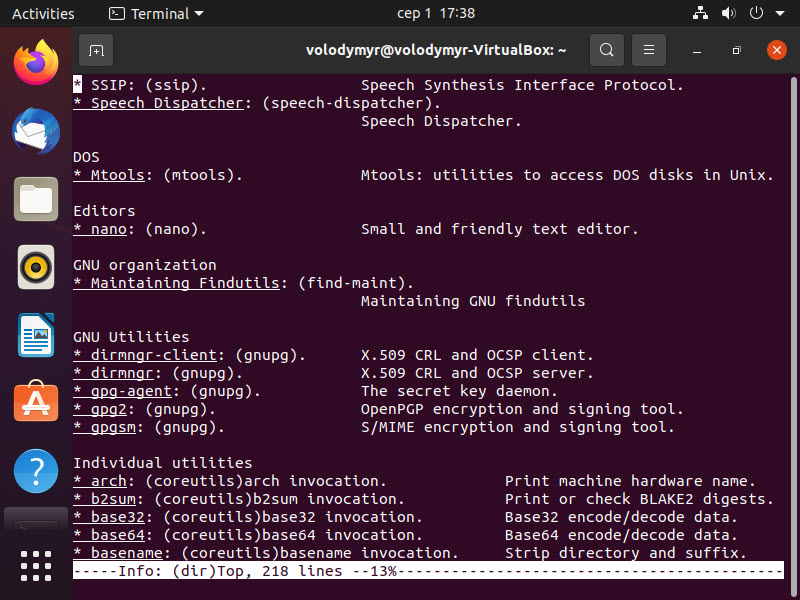 Activities Terminal сер 1 17:38
volodymyr@volodymyr-VirtualBox: ~
* SSIP: (ssip). Speech Synthesis Interface Protocol.
* Speech Dispatcher: (speech-dispatcher).
Speech Dispatcher.
DOS
* Mtools: (mtools). Mtools: utilities to access DOS disks in Unix.
Editors
* nano: (nano). Small and friendly text editor.
GNU organization
* Maintaining Findutils: (find-maint).
Maintaining GNU findutils
GNU Utilities
* dirmngr-client: (gnupg). X.509 CRL and OCSP client.
* dirmngr: (gnupg). X.509 CRL and OCSP server.
* gpg-agent: (gnupg). The secret key daemon.
* gpg2: (gnupg). OpenPGP encryption and signing tool.
* gpgsm: (gnupg). S/MIME encryption and signing tool.
Individual utilities
* arch: (coreutils)arch invocation. Print machine hardware name.
* b2sum: (coreutils)b2sum invocation. Print or check BLAKE2 digests.
* base32: (coreutils)base32 invocation. Base32 encode/decode data.
* base64: (coreutils)base64 invocation. Base64 encode/decode data.
* basename: (coreutils)basename invocation. Strip directory and suffix.
-----Info: (dir)Top, 218 lines --13%-------------------------------------------